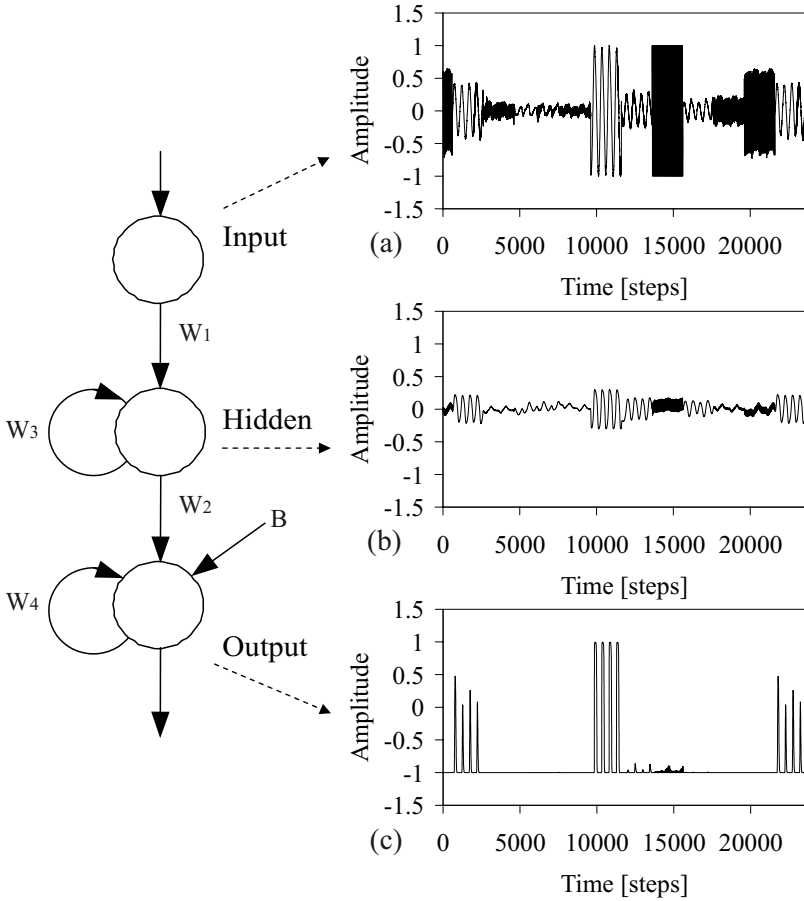 Input
W1
W3
Hidden
W2
B
W4
Output
Amplitude
1.5
1
0.5
0
-0.5
-1
-1.5
(a)
0 5000 10000 15000 20000
Time [steps]
Amplitude
1.5
1
0.5
0
-0.5
-1
-1.5
(b)
0 5000 10000 15000 20000
Time [steps]
Amplitude
1.5
1
0.5
0
-0.5
-1
-1.5
(c)
0 5000 10000 15000 20000
Time [steps]